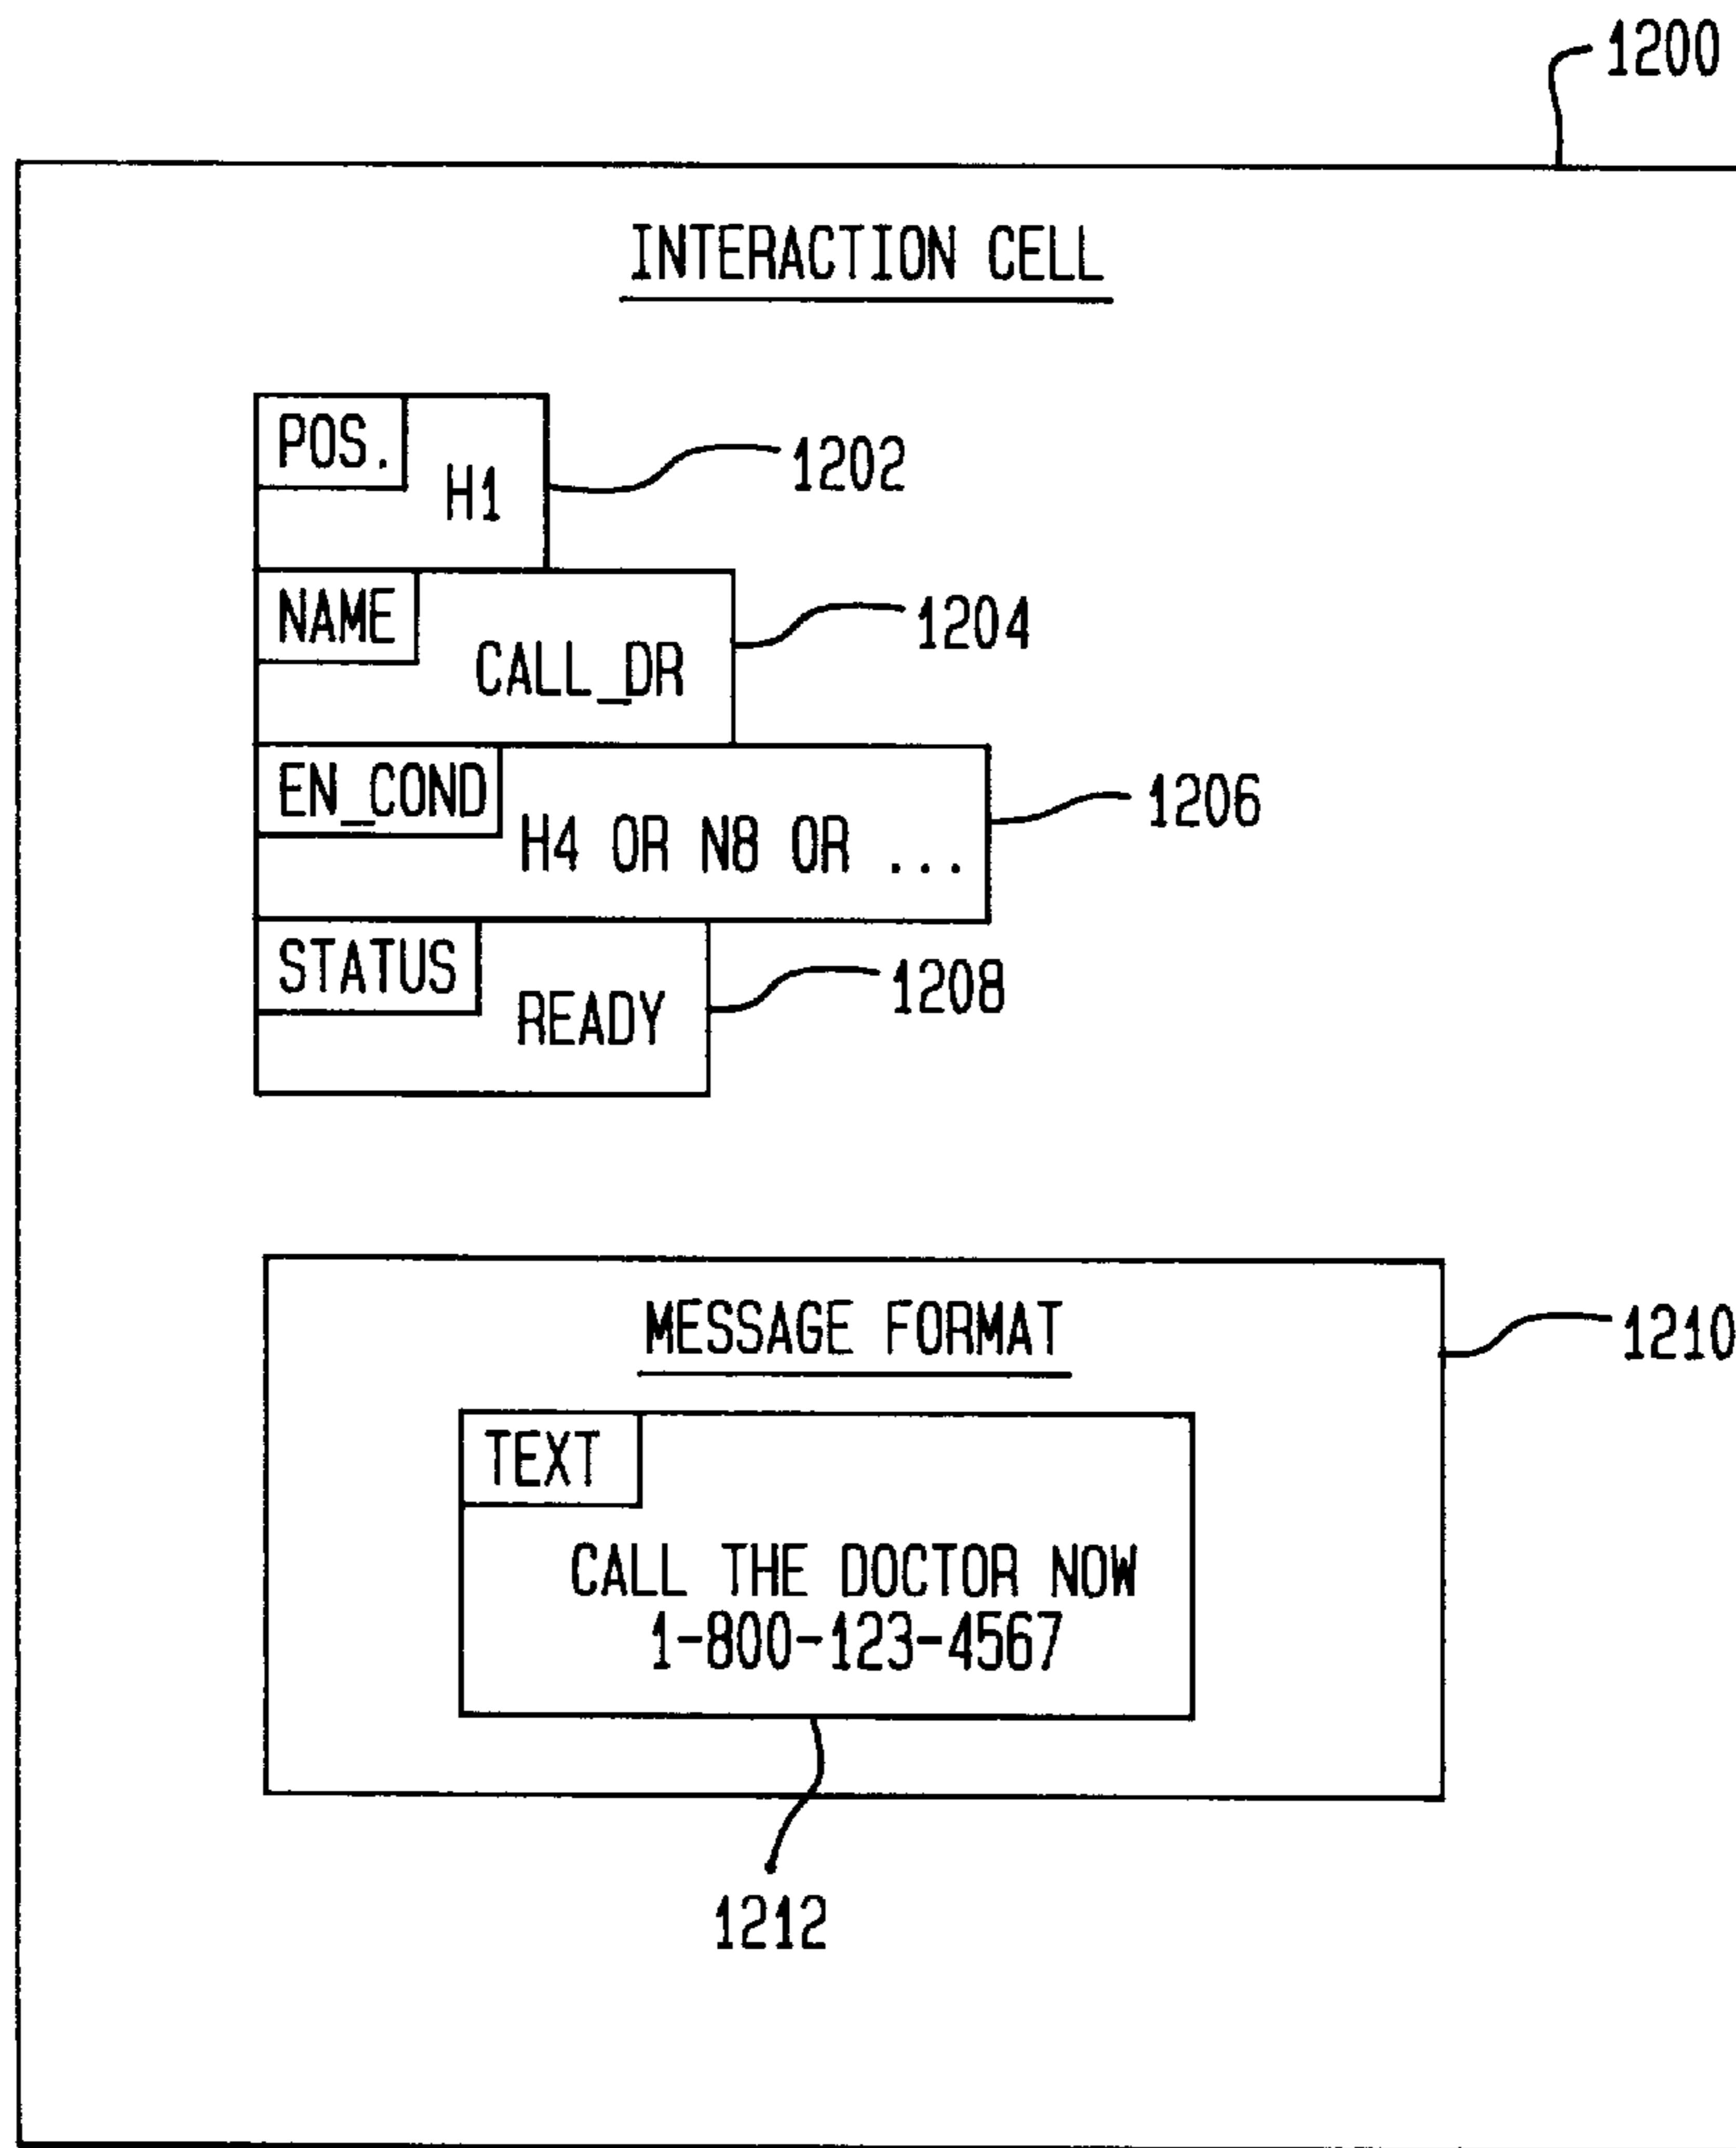 1200
INTERACTION CELL
POS.
H1
1202
NAME
CALL_DR
1204
EN_COND
H4 OR N8 OR ...
1206
STATUS
READY
1208
MESSAGE FORMAT
1210
TEXT
CALL THE DOCTOR NOW
1-800-123-4567
1212